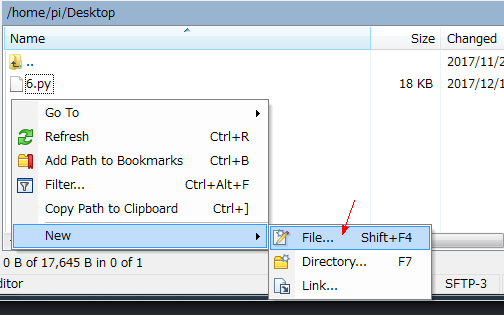 /home/pi/Desktop
Name Size Changed
.. 2017/11/2
6.py 18 KB 2017/12/1
Go To
Refresh Ctrl+R
Add Path to Bookmarks Ctrl+B
Filter... Ctrl+Alt+F
Copy Path to Clipboard Ctrl+]
New
File... Shift+F4
Directory... F7
Link...
0 B of 17,645 B in 0 of 1
ditor SFTP-3